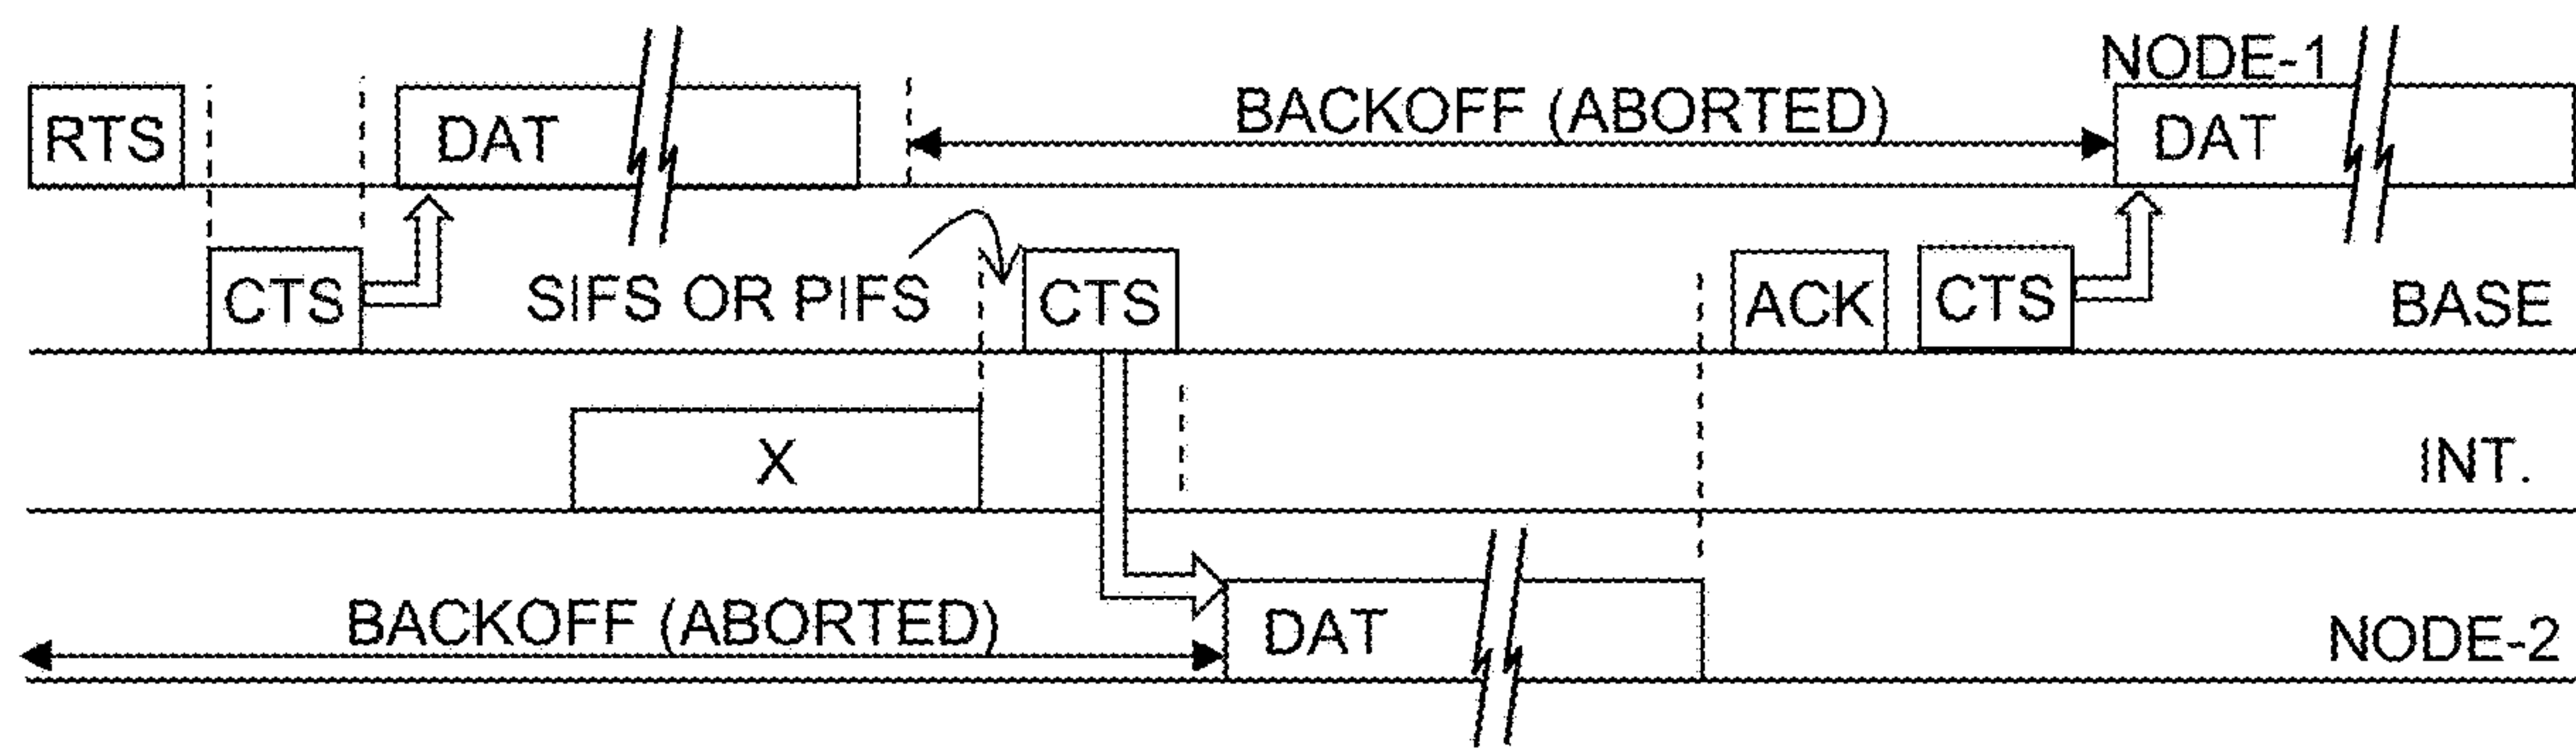 NODE-1
RTS
DAT
BACKOFF (ABORTED)
DAT
CTS
SIFS OR PIFS
CTS
ACK
CTS
BASE
X
INT.
BACKOFF (ABORTED)
DAT
NODE-2